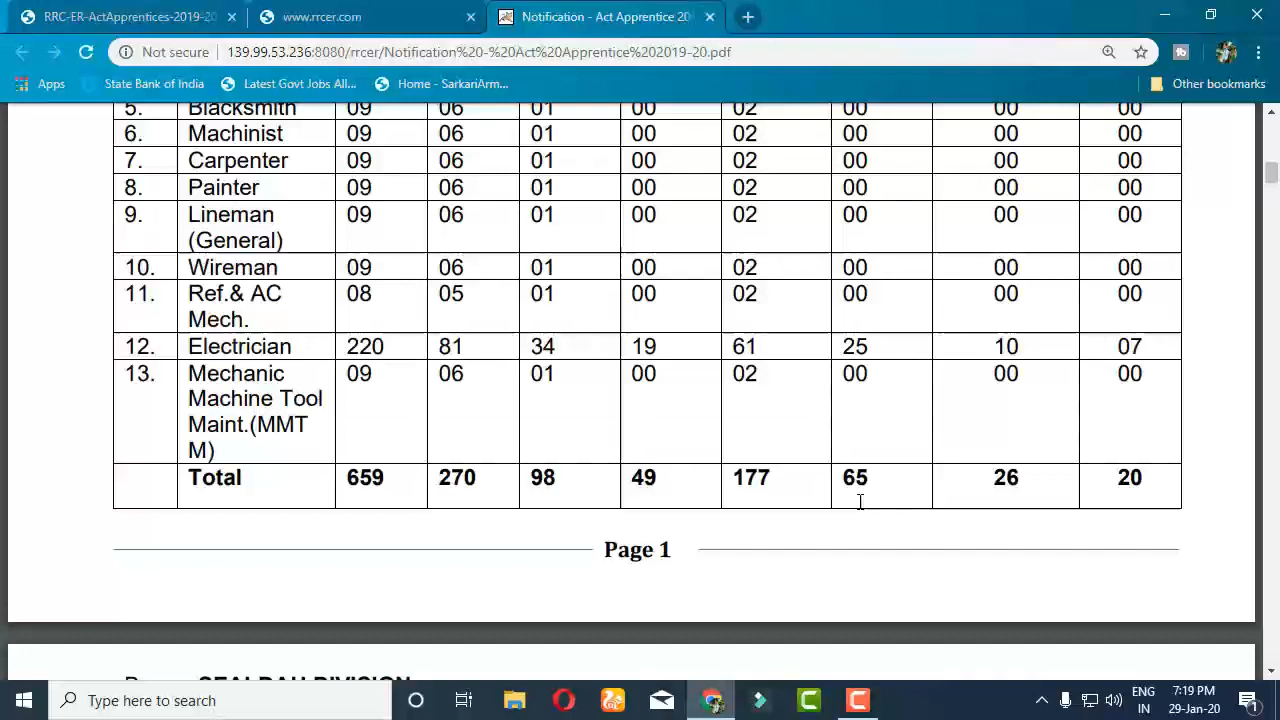 RRC-ER-ActApprentices-2019-20
www.rrcer.com
Notification - Act Apprentice 20
Not secure 139.99.53.236:8080/rrcer/Notification%20-%20Act%20Apprentice%202019-20.pdf
Apps State Bank of India Latest Govt Jobs All... Home - SarkariArm... Other bookmarks
5. Blacksmith 09 06 01 00 02 00 00 00
6. Machinist 09 06 01 00 02 00 00 00
7. Carpenter 09 06 01 00 02 00 00 00
8. Painter 09 06 01 00 02 00 00 00
9. Lineman 09 06 01 00 02 00 00 00
(General)
10. Wireman 09 06 01 00 02 00 00 00
11. Ref.& AC 08 05 01 00 02 00 00 00
Mech.
12. Electrician 220 81 34 19 61 25 10 07
13. Mechanic 09 06 01 00 02 00 00 00
Machine Tool
Maint.(MMT
M)
Total 659 270 98 49 177 65 26 20
Page 1
SEALDAH DIVISION
Type here to search
ENG
IN
7:19 PM
29-Jan-20
1